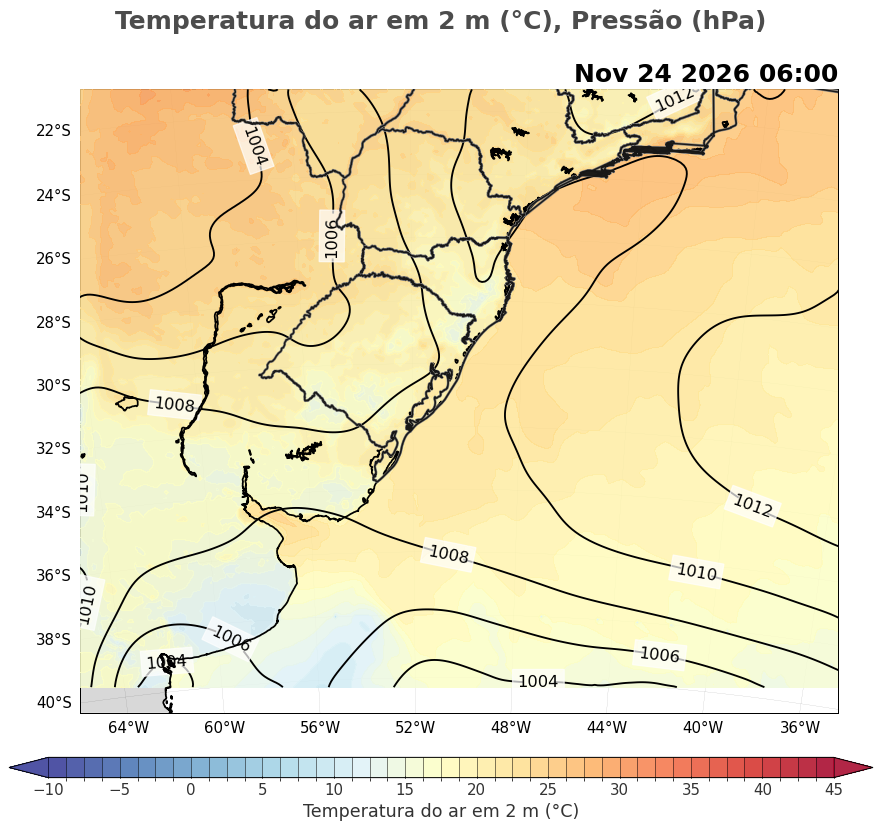 Temperatura do ar em 2 m (°C), Pressão (hPa)
Nov 24 2026 06:00
1012
22°S
1004
24°S
1006
26°S
28°S
30°S
1008
32°S
1010
1012
34°S
1008
1010
36°S
1010
1006
38°S
1006
1004
1004
40°S
64°W 60°W 56°W 52°W 48°W 44°W 40°W 36°W
−10 −5 0 5 10 15 20 25 30 35 40 45
Temperatura do ar em 2 m (°C)